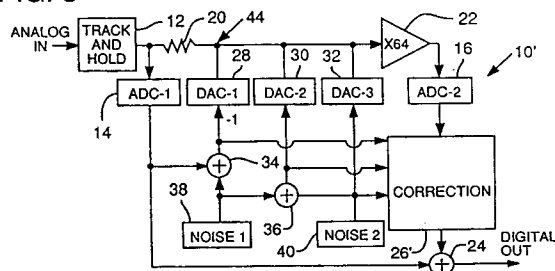 12
20
44
22
ANALOG
IN
TRACK
AND
HOLD
X64
28
30
32
16
10'
ADC-1
DAC-1
DAC-2
DAC-3
ADC-2
14
-1
+
34
38
+
CORRECTION
NOISE 1
36
NOISE 2
40
26'
24
DIGITAL
OUT
+